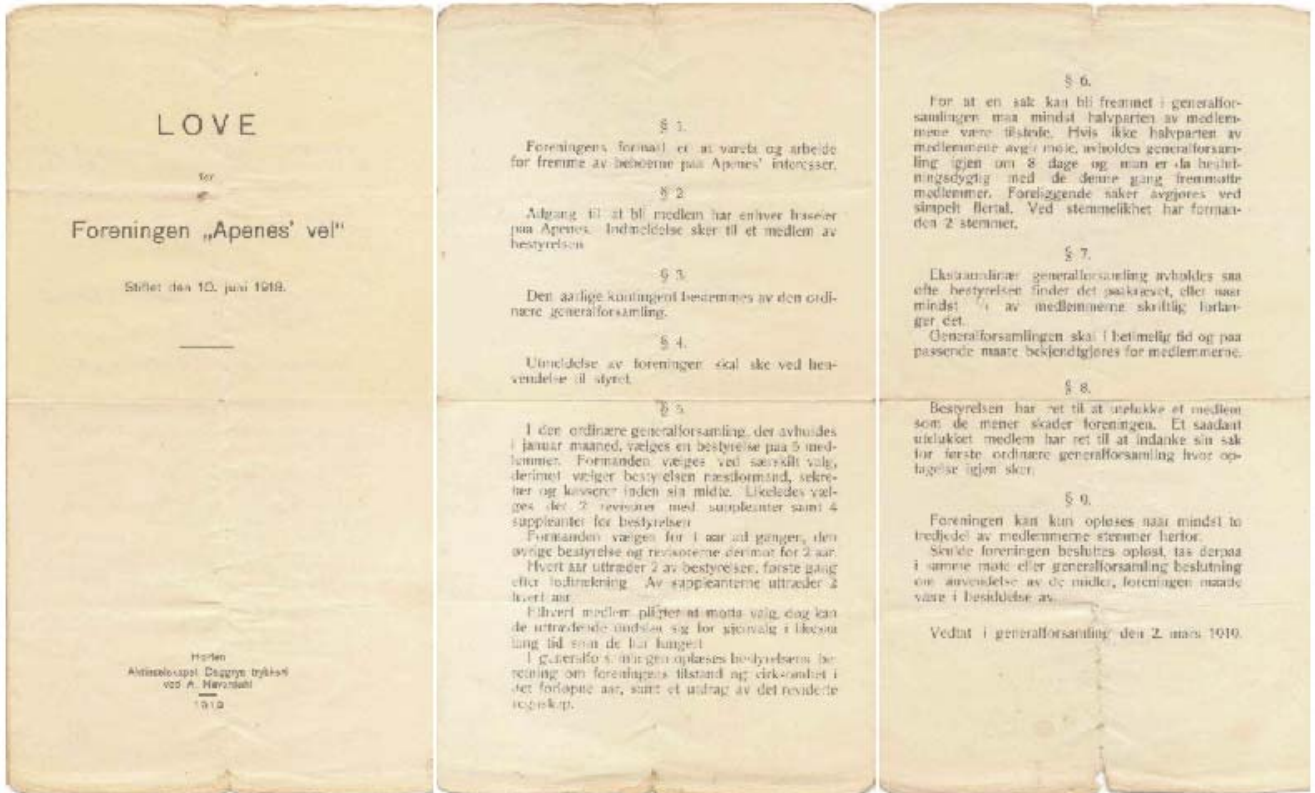 LOVE
for
Foreningen „Apenes' vel"
Stiftet den 10. juni 1918.
Horten
Aktieselskapet Daggrys trykkeri
ved A.
1919
§ 1.
Foreningens formaal er at vareta og arbeide
for fremme av beboerne paa Apenes' interesser.
§ 2
Adgang til at bli medlem har enhver huseier
paa Apenes. Indmeldelse sker til et medlem av
bestyrelsen
§ 3
Den aarlige kontingent bestemmes av den ordi-
nære generalforsamling.
§ 4.
Utmeldelse av foreningen skal ske ved hen-
vendelse til styret.
§ 5.
I den ordinære generalforsamling, der avholdes
i januar maaned, vælges en bestyrelse paa 5 med-
lemmer. Formanden vælges ved særskilt valg,
derimot vælger bestyrelsen næstformand, sekre-
tær og kasserer inden sin midte. Likeledes væl-
ges der 2 revisorer med suppleanter samt 4
suppleanter for bestyrelsen
Formanden vælges for 1 aar ad gangen, den
øvrige bestyrelse og revisorerne derimot for 2 aar.
Hvert aar uttræder 2 av bestyrelsen, første gang
efter lodtrækning. Av suppleanterne uttræder 2
hvert aar
Ethvert medlem pligter at motta valg, dog kan
de uttrædende undslaa sig for gjenvalg i likesaa
lang tid som de har fungert
I generalforsamlingen oplæses bestyrelsens be-
retning om foreningens tilstand og virksomhet i
det forløpne aar, samt et utdrag av det reviderte
regnskap.
§ 6.
For at en sak kan bli fremmet i generalfor-
samlingen maa mindst halvparten av medlem-
mene være tilstede. Hvis ikke halvparten av
medlemmene avgir møte, avholdes generalforsam-
ling igjen om 8 dage og man er da beslut-
ningsdygtig med de denne gang fremmøtte
medlemmer. Foreliggende saker avgjøres ved
simpelt flertal. Ved stemmelikhet har forman-
den 2 stemmer.
§ 7.
Ekstraordinær generalforsamling avholdes saa
ofte bestyrelsen finder det paakrævet, eller naar
mindst av medlemmerne skriftlig forlan-
ger det.
Generalforsamlingen skal i betimelig tid og paa
passende maate bekjendtgjøres for medlemmerne.
§ 8.
Bestyrelsen har ret til at utelukke et medlem
som de mener skader foreningen. Et saadant
utelukket medlem har ret til at indanke sin sak
for første ordinære generalforsamling hvor op-
tagelse igjen sker.
§ 9.
Foreningen kan kun opløses naar mindst to
tredjedel av medlemmerne stemmer herfor.
Skulde foreningen besluttes opløst, tas derpaa
i samme møte eller generalforsamling beslutning
om anvendelse av de midler, foreningen maatte
være i besiddelse av.
Vedtat i generalforsamling den 2. mars 1919.